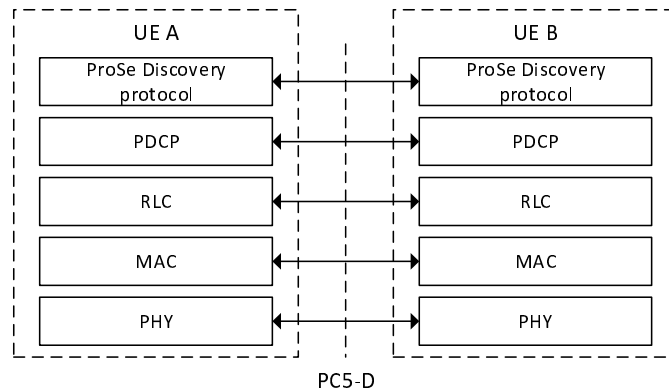 UE A
ProSe Discovery
protocol
PDCP
RLC
MAC
PHY
UE B
ProSe Discovery
protocol
PDCP
RLC
MAC
PHY
PC5-D